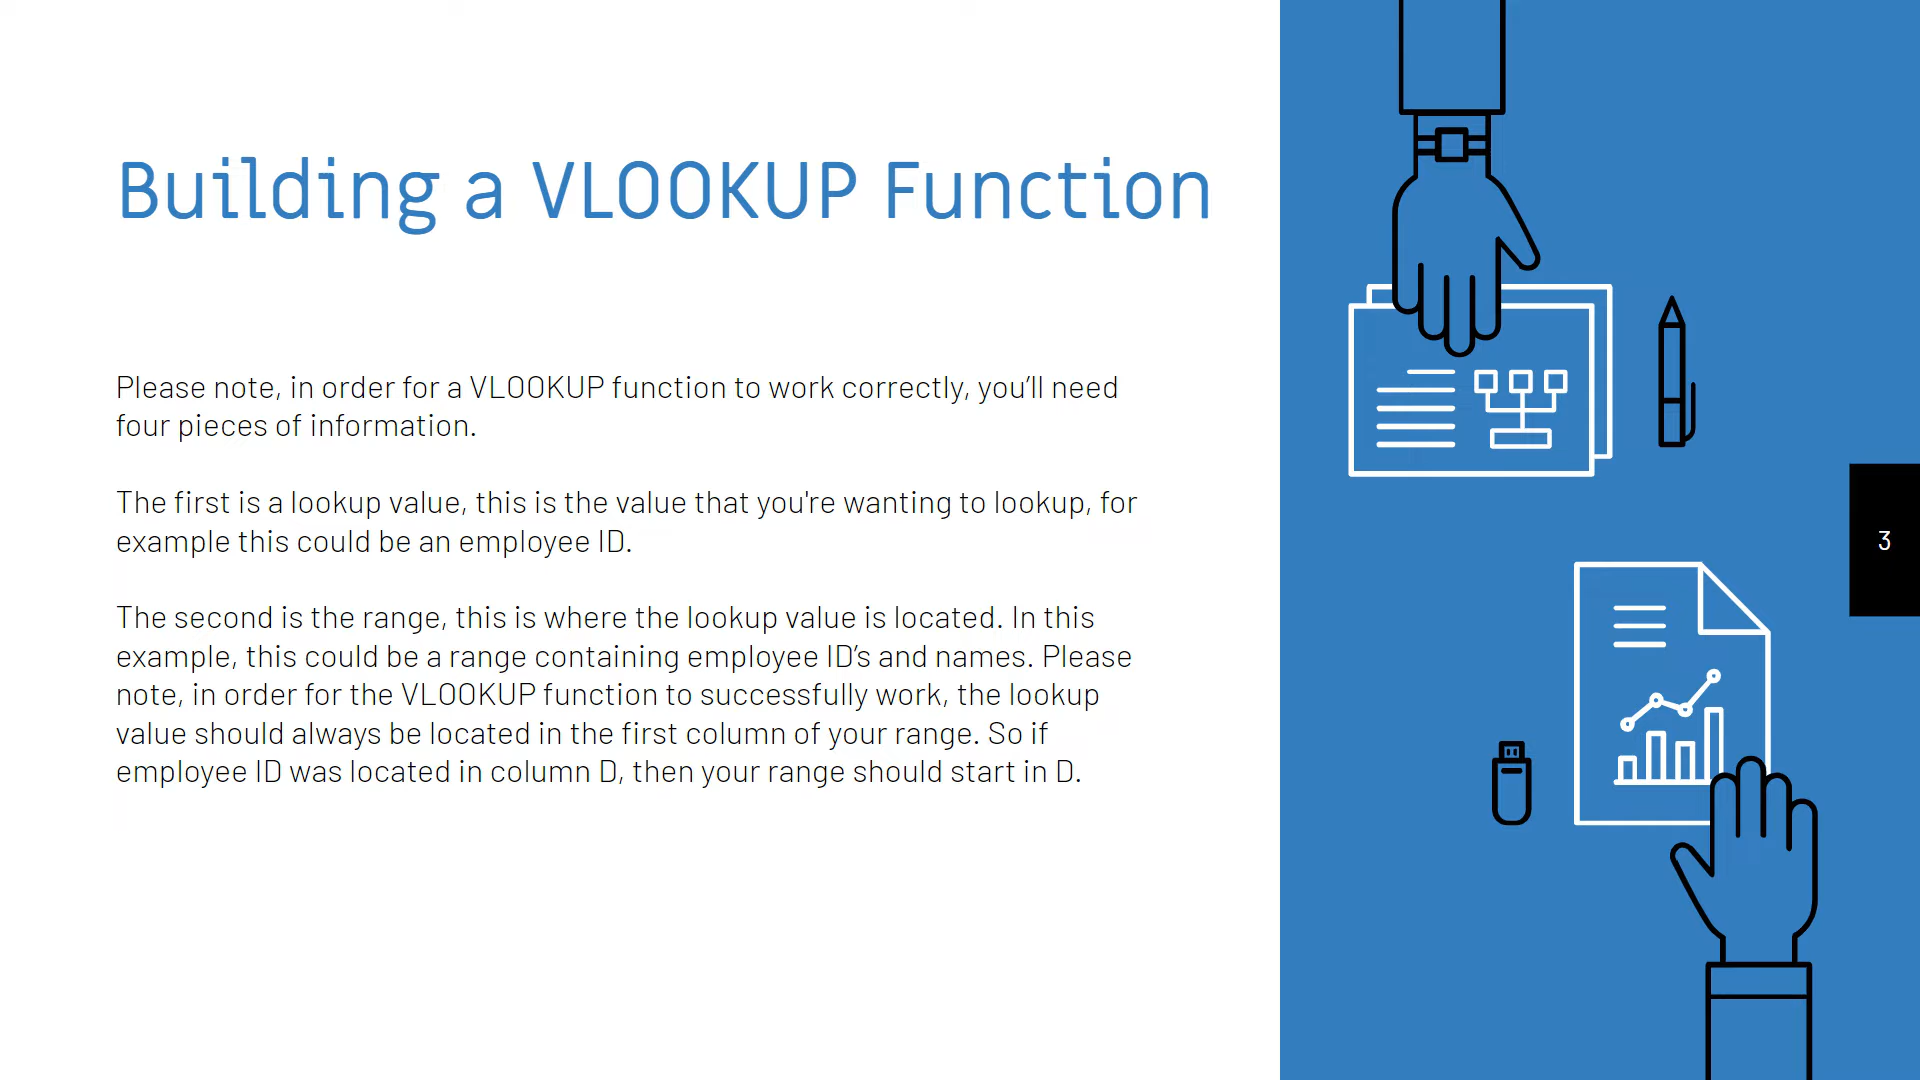 Building a VLOOKUP Function
Please note, in order for a VLOOKUP function to work correctly, you’ll need
four pieces of information.
The first is a lookup value, this is the value that you're wanting to lookup, for
example this could be an employee ID.
The second is the range, this is where the lookup value is located. In this
example, this could be a range containing employee ID’s and names. Please
note, in order for the VLOOKUP function to successfully work, the lookup
value should always be located in the first column of your range. So if
employee ID was located in column D, then your range should start in D.
3